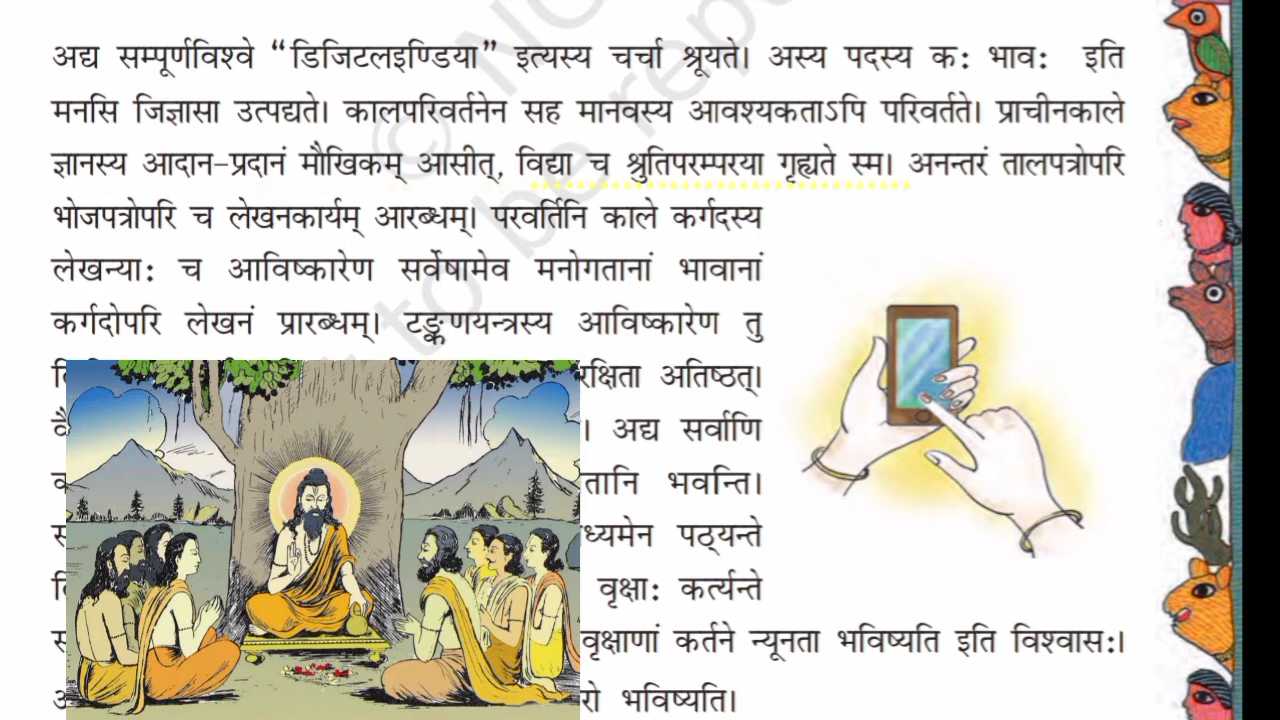 अद्य सम्पूर्णविश्वे “डिजिटलइण्डिया” इत्यस्य चर्चा श्रूयते। अस्य पदस्य क: भाव: इति
मनसि जिज्ञासा उत्पद्यते। कालपरिवर्तनेन सह मानवस्य आवश्यकताऽपि परिवर्तते। प्राचीनकाले
ज्ञानस्य आदान-प्रदानं मौखिकम् आसीत्, विद्या च श्रुतिपरम्परया गृह्यते स्म। अनन्तरं तालपत्रोपरि
भोजपत्रोपरि च लेखनकार्यम् आरब्धम्। परवर्तिनि काले कर्गदस्य
लेखन्या: च आविष्कारेण सर्वेषामेव मनोगतानां भावानां
कर्गदोपरि लेखनं प्रारब्धम्। टङ्कणयन्त्रस्य आविष्कारेण तु
रक्षिता अतिष्ठत्।
। अद्य सर्वाणि
तानि भवन्ति।
ध्यमेन पठ्यन्ते
वृक्षा: कर्त्यन्ते
वृक्षाणां कर्तने न्यूनता भविष्यति इति विश्वास:।
रो भविष्यति।